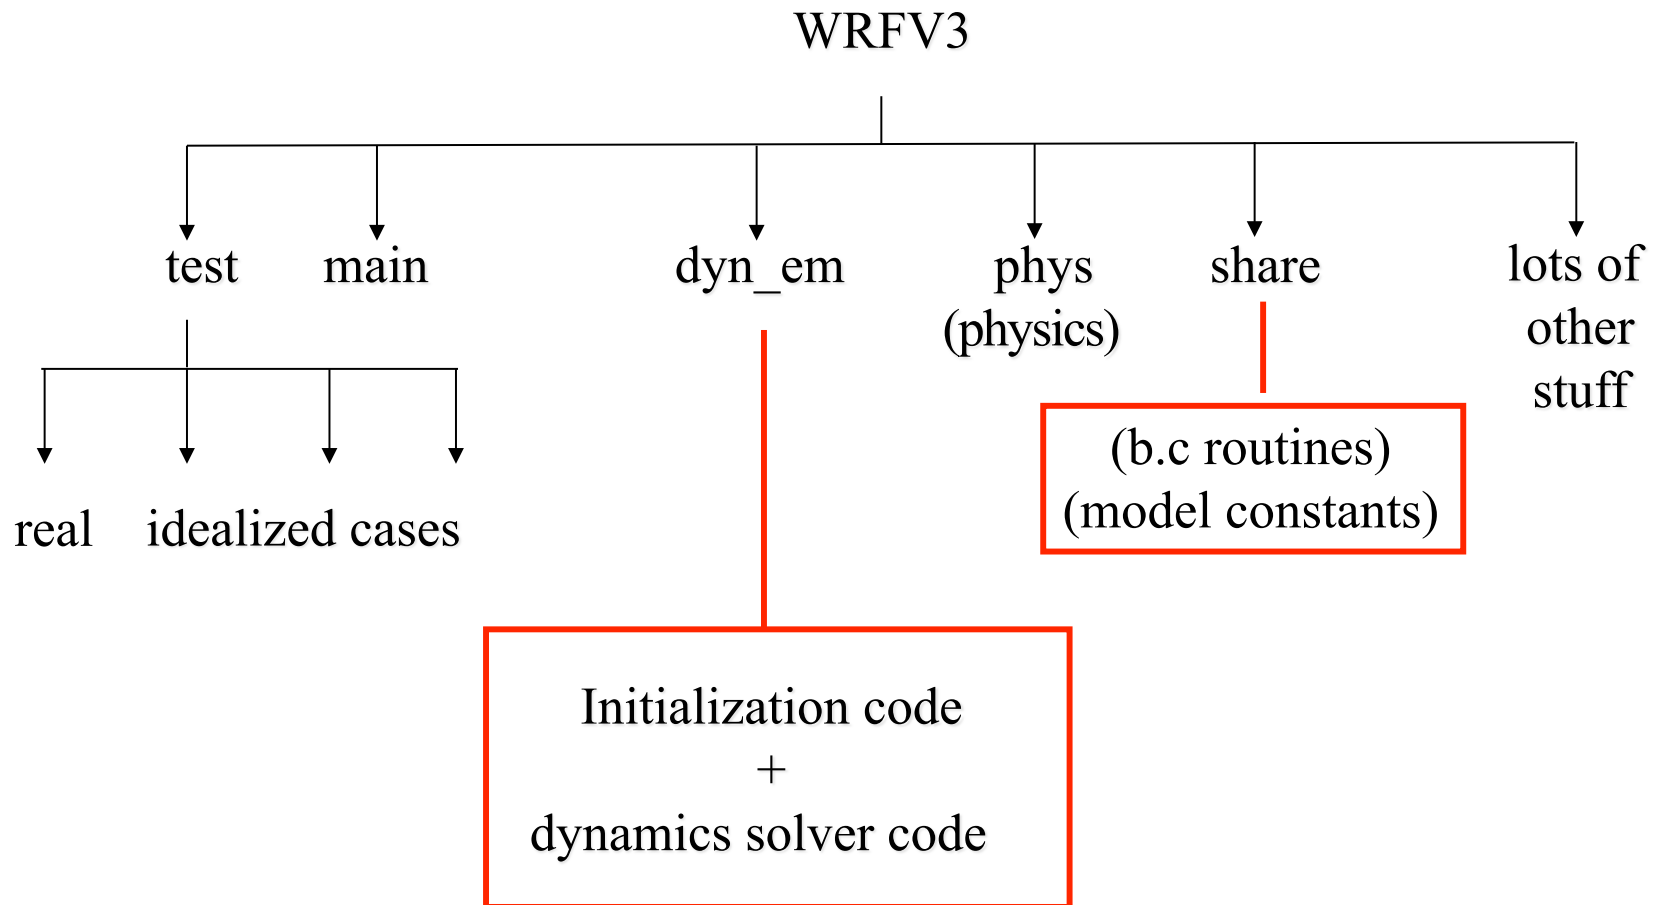 WRFV3
test main dyn_em phys share lots of
(physics) other
stuff
(b.c routines)
(model constants)
real idealized cases
Initialization code
+
dynamics solver code